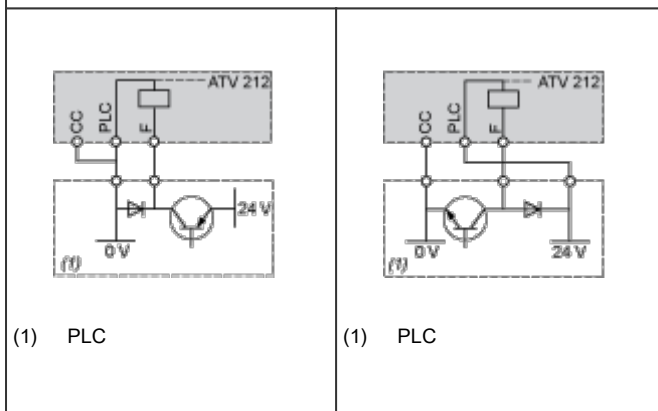 ATV 212
CC
PLC
F
24 V
0 V
(1)
(1) PLC
ATV 212
CC
PLC
F
0 V
24 V
(1)
(1) PLC